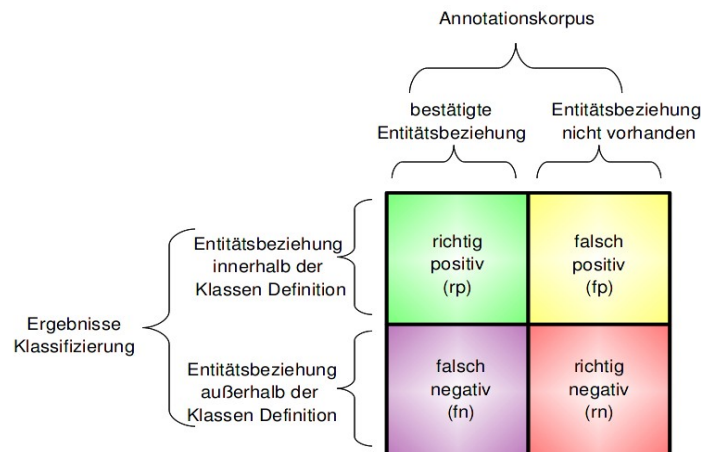 Annotationskorpus
bestätigte
Entitätsbeziehung
Entitätsbeziehung
nicht vorhanden
Entitätsbeziehung
innerhalb der
Klassen Definition
richtig
positiv
(rp)
falsch
positiv
(fp)
Ergebnisse
Klassifizierung
Entitätsbeziehung
außerhalb der
Klassen Definition
falsch
negativ
(fn)
richtig
negativ
(rn)